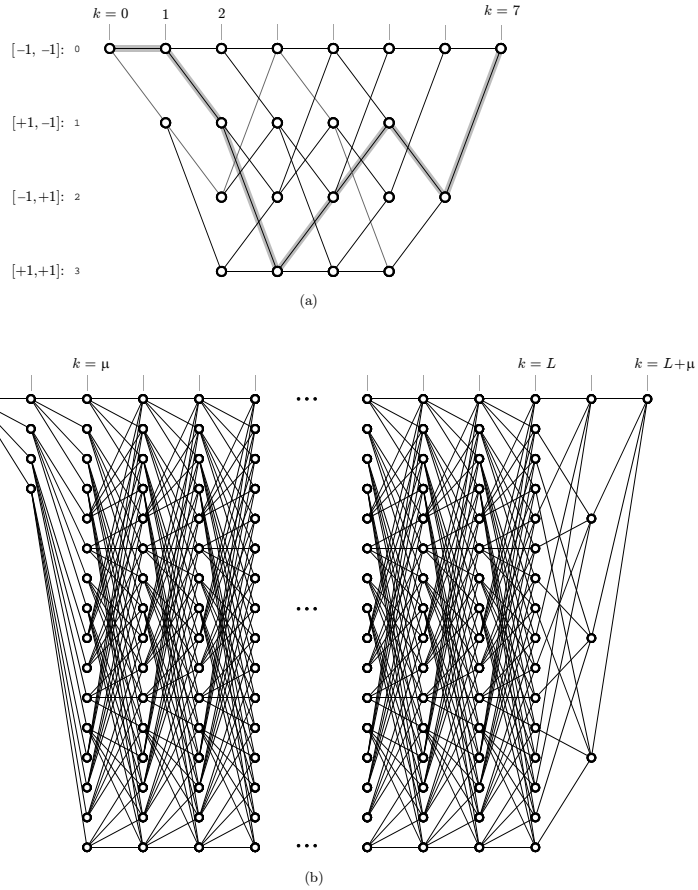 k = 0 1 2 k = 7
[−1, −1]: 0
[+1, −1]: 1
[−1, +1]: 2
[+1, +1]: 3
(a)
k = μ k = L k = L+μ
...
...
...
(b)